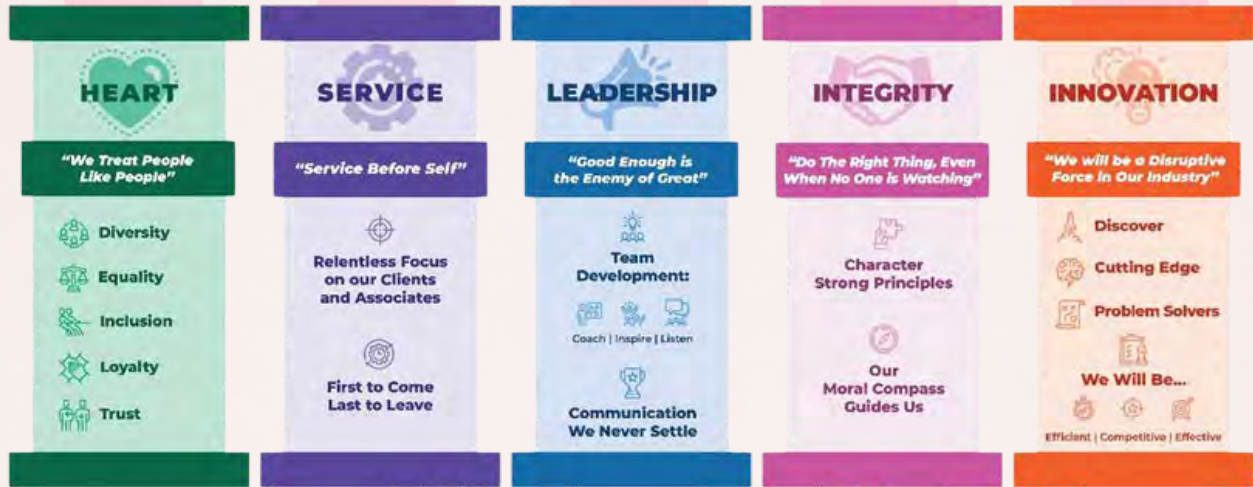 HEART
"We Treat People
Like People"
Diversity
Equality
Inclusion
Loyalty
Trust
SERVICE
"Service Before Self"
Relentless Focus
on our Clients
and Associates
First to Come
Last to Leave
LEADERSHIP
"Good Enough is
the Enemy of Great"
Team
Development:
Coach | Inspire | Listen
Communication
We Never Settle
INTEGRITY
"Do The Right Thing, Even
When No One is Watching"
Character
Strong Principles
Our
Moral Compass
Guides Us
INNOVATION
"We will be a Disruptive
Force in Our Industry"
Discover
Cutting Edge
Problem Solvers
We Will Be...
Efficient | Competitive | Effective